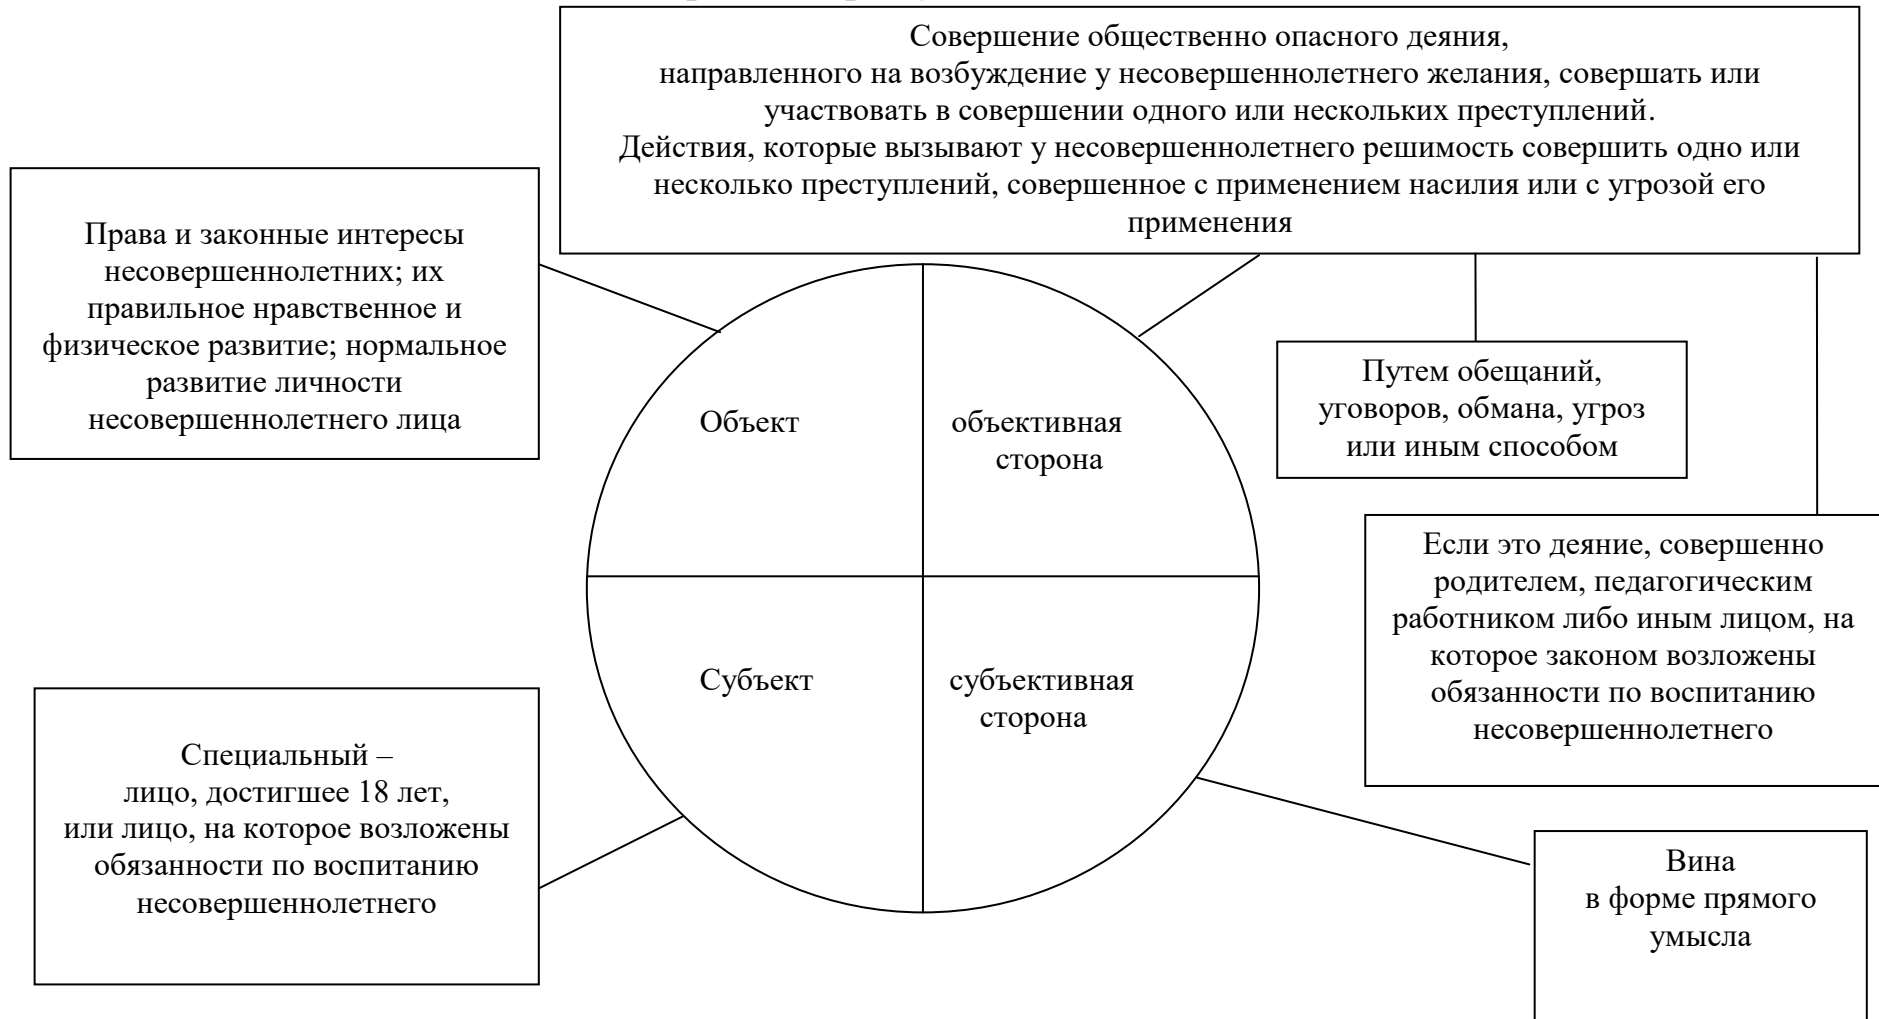 Совершение общественно опасного деяния,
направленного на возбуждение у несовершеннолетнего желания, совершать или
участвовать в совершении одного или нескольких преступлений.
Действия, которые вызывают у несовершеннолетнего решимость совершить одно или
несколько преступлений, совершенное с применением насилия или с угрозой его
применения
Права и законные интересы
несовершеннолетних; их
правильное нравственное и
физическое развитие; нормальное
развитие личности
несовершеннолетнего лица
Объект
объективная
сторона
Путем обещаний,
уговоров, обмана, угроз
или иным способом
Если это деяние, совершенно
родителем, педагогическим
работником либо иным лицом, на
которое законом возложены
обязанности по воспитанию
несовершеннолетнего
Субъект
субъективная
сторона
Специальный –
лицо, достигшее 18 лет,
или лицо, на которое возложены
обязанности по воспитанию
несовершеннолетнего
Вина
в форме прямого
умысла